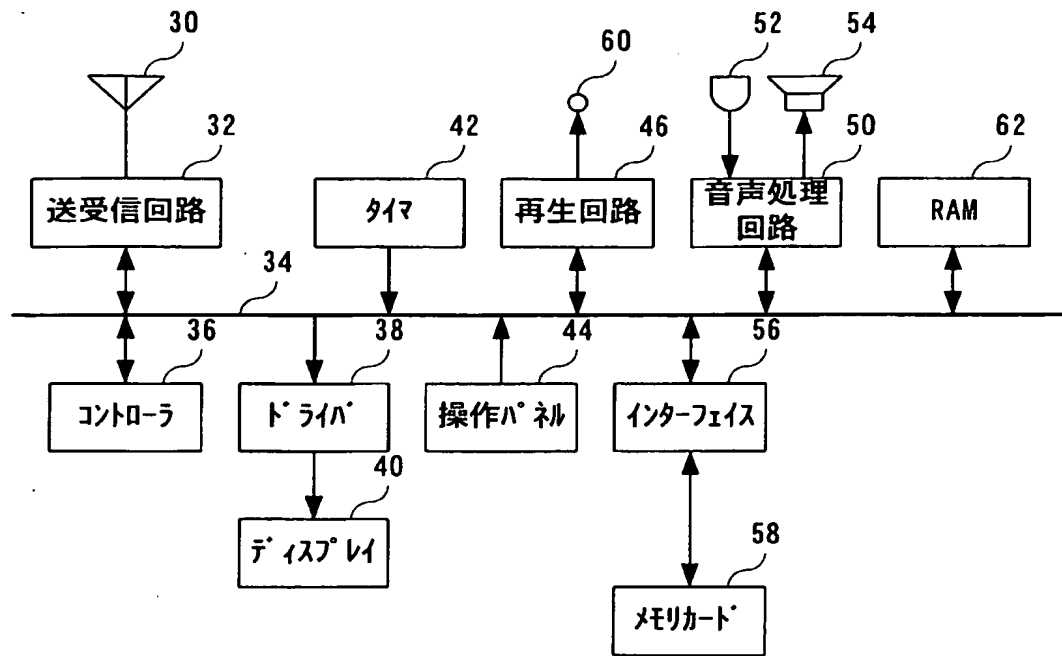 30
60
52
54
32
42
46
50
62
送受信回路
タイマ
再生回路
音声処理
回路
RAM
34
36
38
44
56
コントローラ
ドライバ
操作パネル
インターフェイス
40
ディスプレイ
58
メモリカード